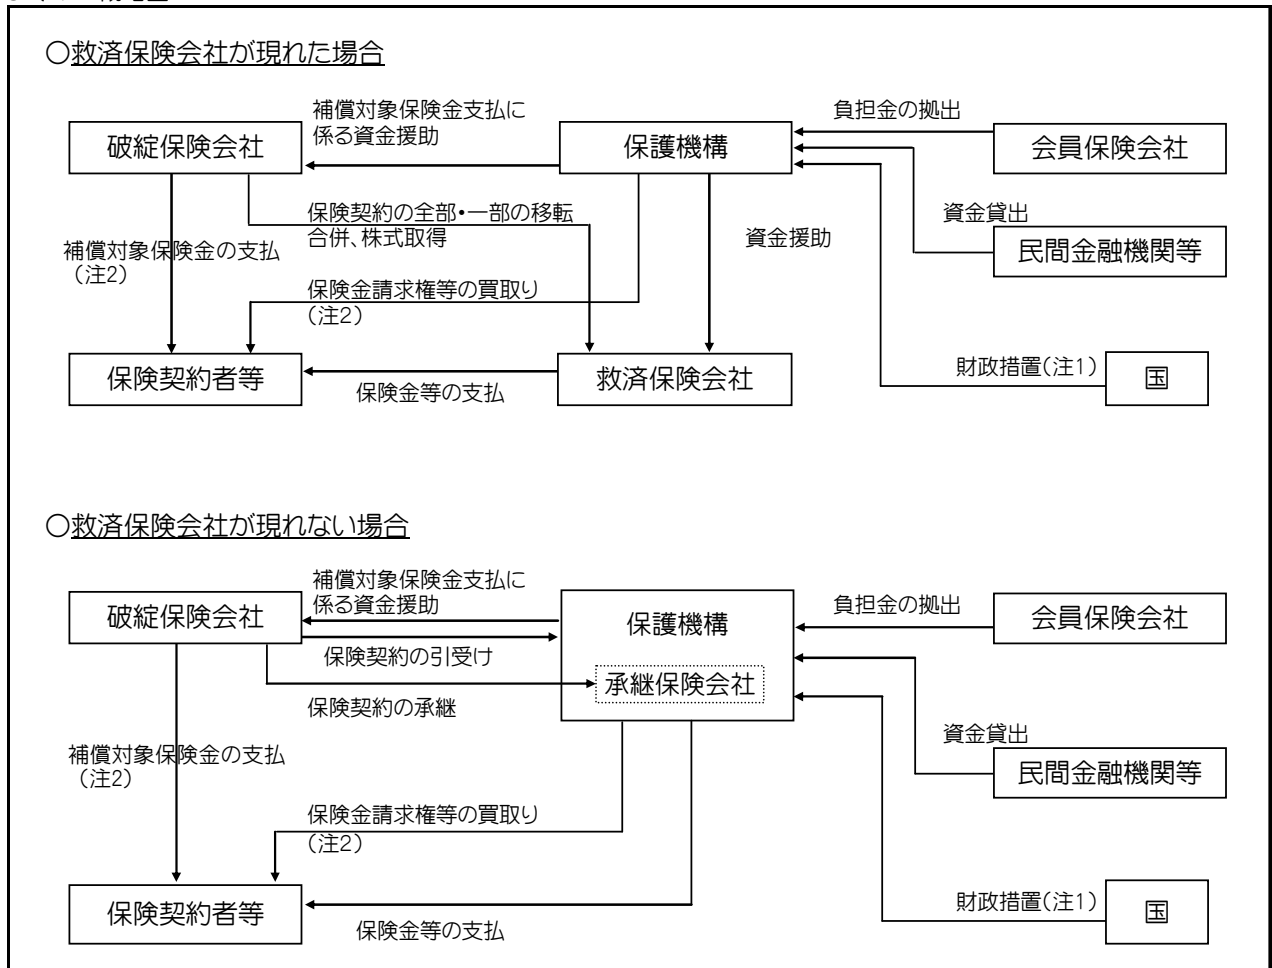 ○救済保険会社が現れた場合
補償対象保険金支払に
係る資金援助
負担金の拠出
破綻保険会社
保護機構
会員保険会社
保険契約の全部・一部の移転
合併、株式取得
資金貸出
補償対象保険金の支払
（注2）
資金援助
民間金融機関等
保険金請求権等の買取り
（注2）
財政措置（注1）
保険契約者等
救済保険会社
国
保険金等の支払
○救済保険会社が現れない場合
補償対象保険金支払に
係る資金援助
負担金の拠出
破綻保険会社
保護機構
会員保険会社
保険契約の引受け
承継保険会社
保険契約の承継
資金貸出
補償対象保険金の支払
（注2）
民間金融機関等
保険金請求権等の買取り
（注2）
財政措置（注1）
保険契約者等
国
保険金等の支払